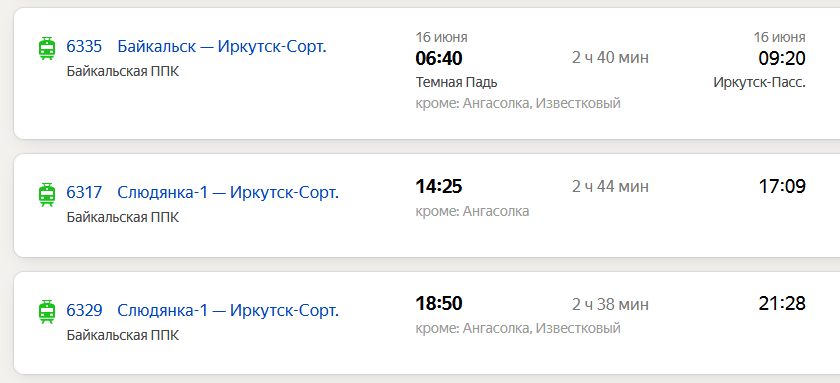 6335 Байкальск — Иркутск-Сорт.
Байкальская ППК
16 июня
06:40
Темная Падь
кроме: Ангасолка, Известковый
2 ч 40 мин
16 июня
09:20
Иркутск-Пасс.
6317 Слюдянка-1 — Иркутск-Сорт.
Байкальская ППК
14:25
кроме: Ангасолка
2 ч 44 мин
17:09
6329 Слюдянка-1 — Иркутск-Сорт.
Байкальская ППК
18:50
кроме: Ангасолка, Известковый
2 ч 38 мин
21:28